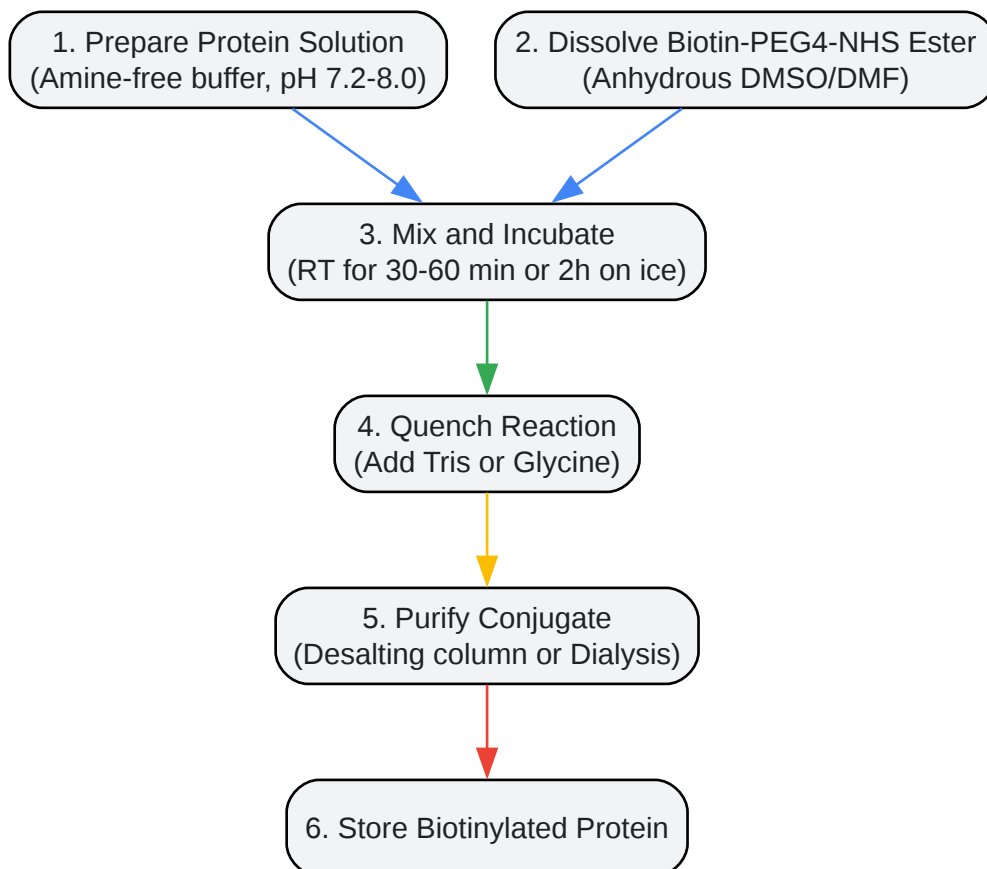 1. Prepare Protein Solution
(Amine-free buffer, pH 7.2-8.0)
2. Dissolve Biotin-PEG4-NHS Ester
(Anhydrous DMSO/DMF)
3. Mix and Incubate
(RT for 30-60 min or 2h on ice)
4. Quench Reaction
(Add Tris or Glycine)
5. Purify Conjugate
(Desalting column or Dialysis)
6. Store Biotinylated Protein